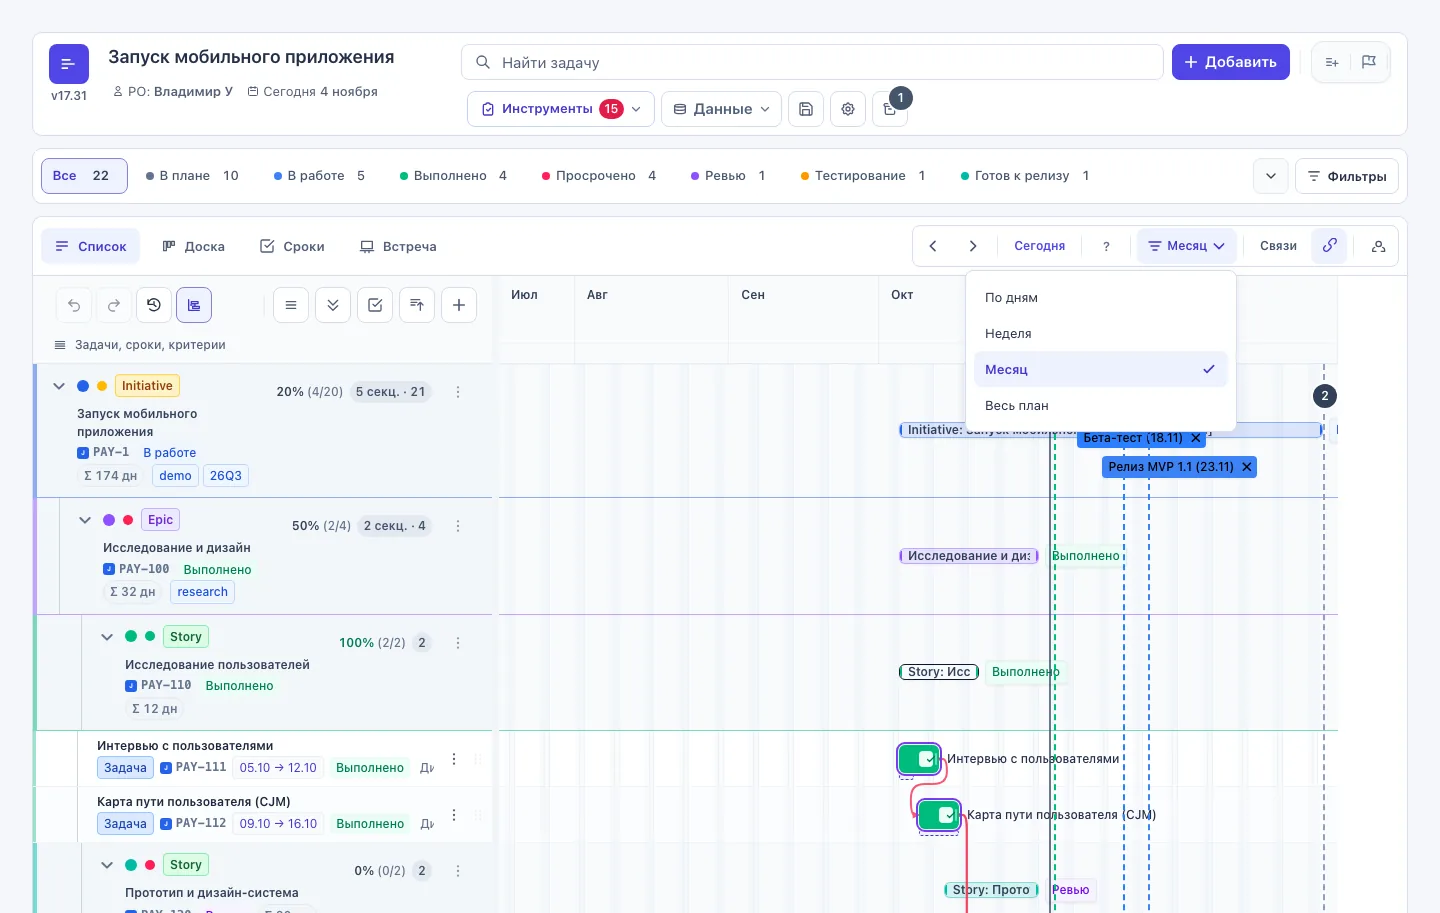 Запуск мобильного приложения
v17.31
PO: Владимир У
Сегодня 4 ноября
Найти задачу
Добавить
Инструменты 15
Данные
1
Все 22
В плане 10
В работе 5
Выполнено 4
Просрочено 4
Ревью 1
Тестирование 1
Готов к релизу 1
Фильтры
Список
Доска
Сроки
Встреча
Сегодня
?
Месяц
Связи
По дням
Неделя
Месяц
Весь план
Задачи, сроки, критерии
Июл
Авг
Сен
Окт
Initiative
20% (4/20)
5 секц. · 21
Запуск мобильного
приложения
PAY-1
В работе
Σ 174 дн
demo
26Q3
2
Бета-тест (18.11)
Релиз MVP 1.1 (23.11)
Epic
50% (2/4)
2 секц. · 4
Исследование и дизайн
PAY-100
Выполнено
Σ 32 дн
research
Исследование и ди
Выполнено
Story
100% (2/2)
2
Исследование пользователей
PAY-110
Выполнено
Σ 12 дн
Story: Исс
Выполнено
Интервью с пользователями
Задача
PAY-111
05.10 → 12.10
Выполнено
Интервью с пользователями
Карта пути пользователя (CJM)
Задача
PAY-112
09.10 → 16.10
Выполнено
Карта пути пользователя (CJM)
Story
0% (0/2)
2
Прототип и дизайн-система
Story: Прото
Ревью